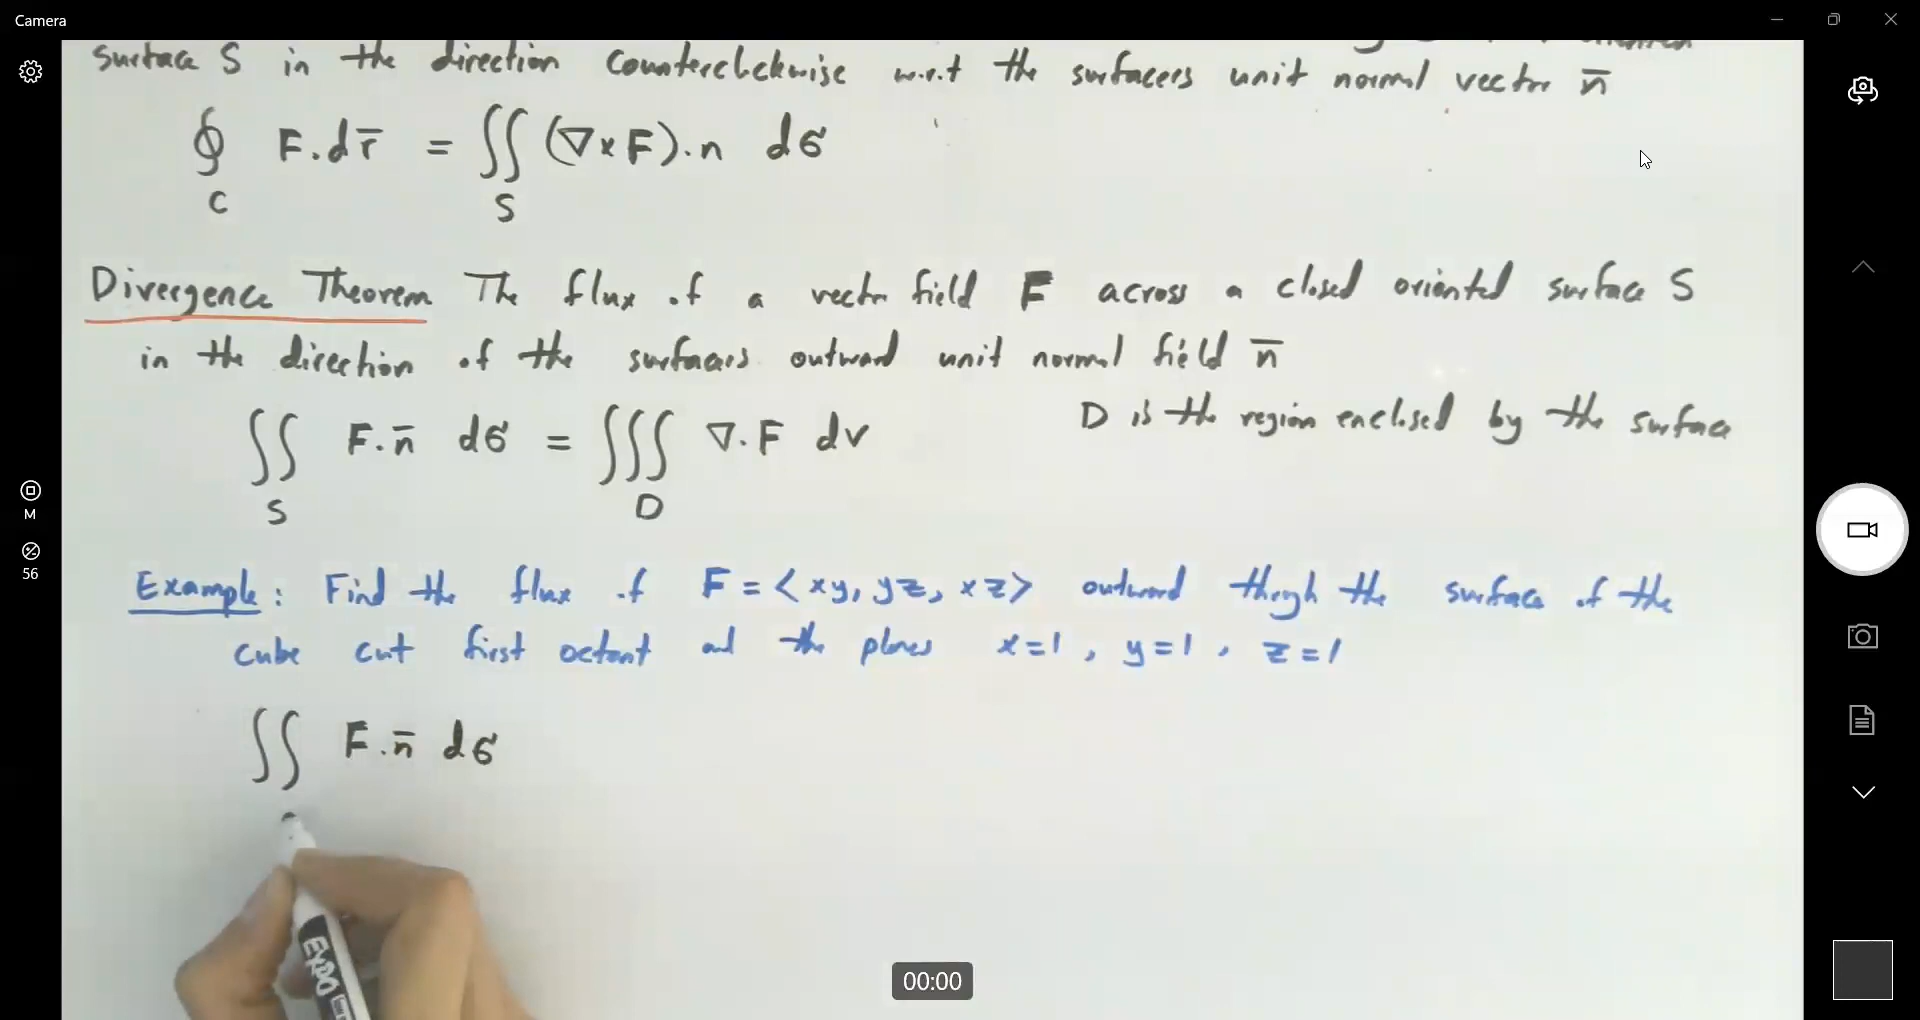 Camera
surface S in the direction counterclockwise w.r.t the surfaces unit normal vector n̅
∮ F.dr̅ = ∬ (∇×F).n dσ
C S
Divergence Theorem The flux of a vector field F across a closed oriented surface S
in the direction of the surfaces outward unit normal field n̅
∬ F.n̅ dσ = ∭ ∇.F dv D is the region enclosed by the surface
S D
Example: Find the flux of F = <xy, yz, xz> outward through the surface of the
cube cut first octant and the planes x=1, y=1, z=1
∬ F.n̅ dσ
M
56
EXPO
00:00